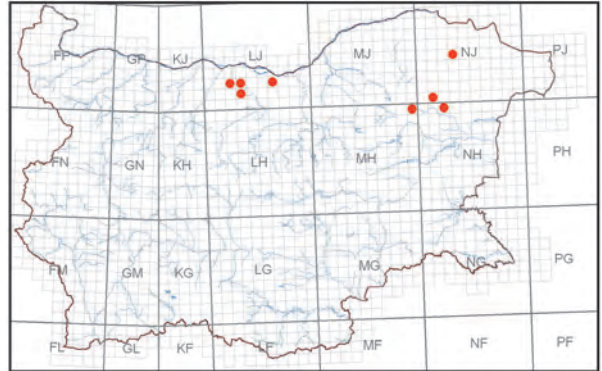 FP GP KJ LJ MJ NJ PJ
FN GN KH LH MH NH PH
FM GM KG LG MG NG PG
FL GL KF LF MF NF PF